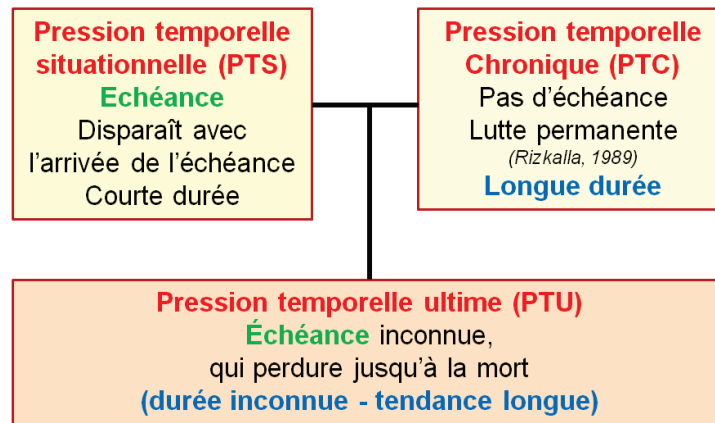 Pression temporelle
situationnelle (PTS)
Echéance
Disparaît avec
l'arrivée de l'échéance
Courte durée
Pression temporelle
Chronique (PTC)
Pas d'échéance
Lutte permanente
(Rizkalla, 1989)
Longue durée
Pression temporelle ultime (PTU)
Échéance inconnue,
qui perdure jusqu'à la mort
(durée inconnue - tendance longue)